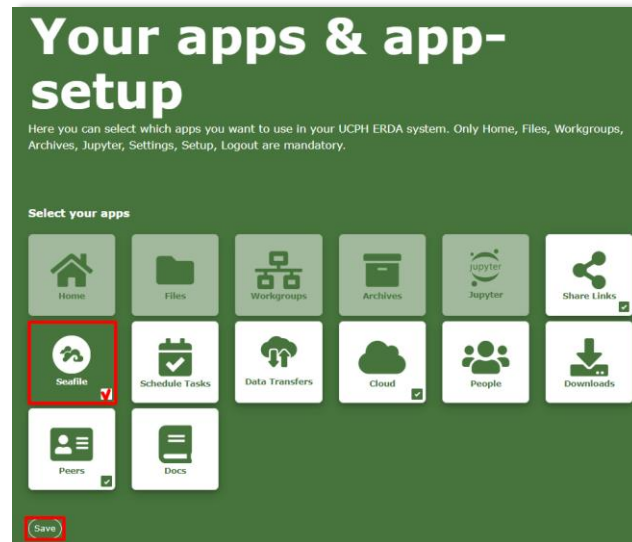 Your apps & app-
setup
Here you can select which apps you want to use in your UCPH ERDA system. Only Home, Files, Workgroups,
Archives, Jupyter, Settings, Setup, Logout are mandatory.
Select your apps
Home
Files
Workgroups
Archives
jupyter
Jupyter
Share Links
Seafile
Schedule Tasks
Data Transfers
Cloud
People
Downloads
Peers
Docs
Save